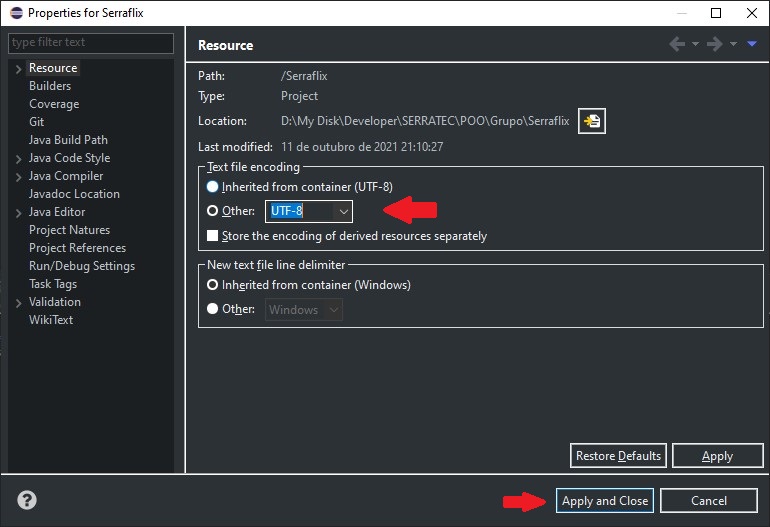 Properties for Serraflix
type filter text
Resource
Builders
Coverage
Git
Java Build Path
Java Code Style
Java Compiler
Javadoc Location
Java Editor
Project Natures
Project References
Run/Debug Settings
Task Tags
Validation
WikiText
Resource
Path: /Serraflix
Type: Project
Location: D:\My Disk\Developer\SERRATEC\POO\Grupo\Serraflix
Last modified: 11 de outubro de 2021 21:10:27
Text file encoding
Inherited from container (UTF-8)
Other: UTF-8
Store the encoding of derived resources separately
New text file line delimiter
Inherited from container (Windows)
Other: Windows
Restore Defaults Apply
? Apply and Close Cancel